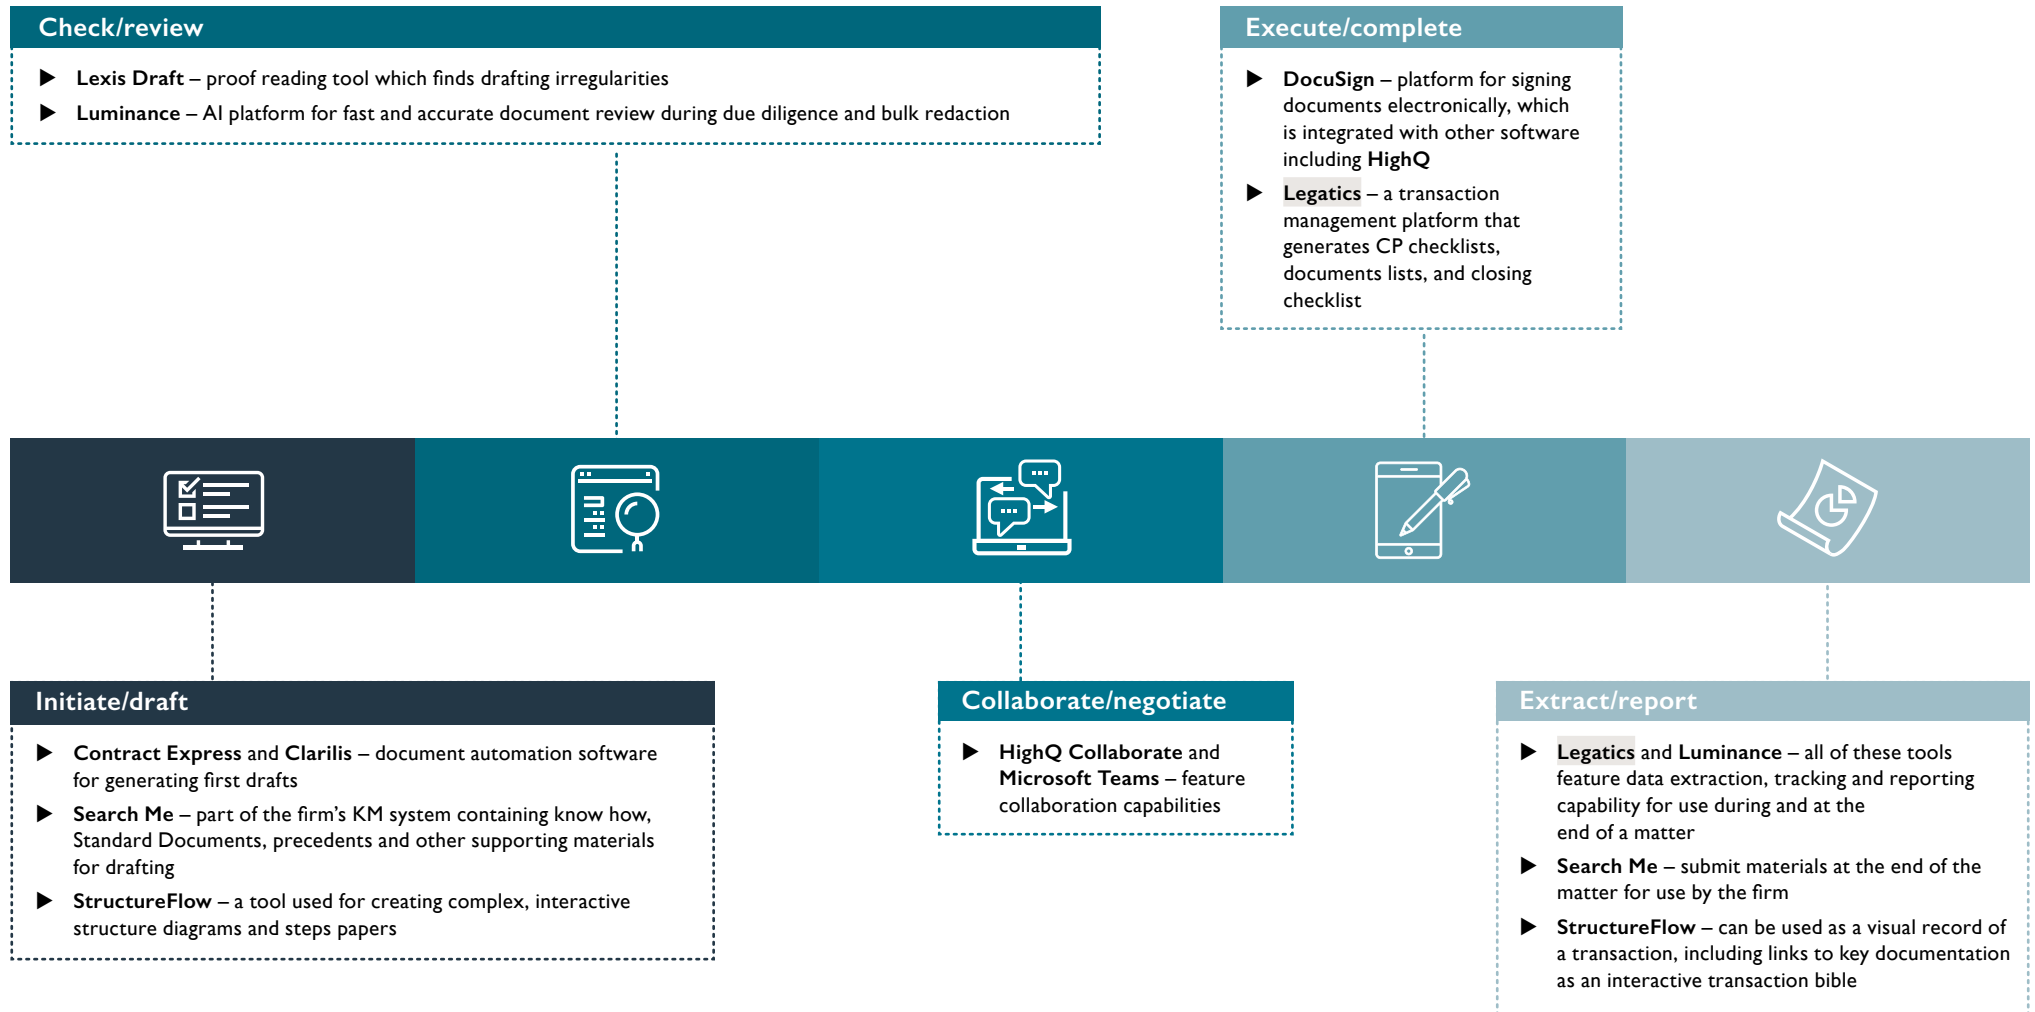 Check/review
▶ Lexis Draft – proof reading tool which finds drafting irregularities
▶ Luminance – AI platform for fast and accurate document review during due diligence and bulk redaction
Execute/complete
▶ DocuSign – platform for signing
documents electronically, which
is integrated with other software
including HighQ
▶ Legatics – a transaction
management platform that
generates CP checklists,
documents lists, and closing
checklist
Initiate/draft
▶ Contract Express and Clarilis – document automation software
for generating first drafts
▶ Search Me – part of the firm's KM system containing know how,
Standard Documents, precedents and other supporting materials
for drafting
▶ StructureFlow – a tool used for creating complex, interactive
structure diagrams and steps papers
Collaborate/negotiate
▶ HighQ Collaborate and
Microsoft Teams – feature
collaboration capabilities
Extract/report
▶ Legatics and Luminance – all of these tools
feature data extraction, tracking and reporting
capability for use during and at the
end of a matter
▶ Search Me – submit materials at the end of the
matter for use by the firm
▶ StructureFlow – can be used as a visual record of
a transaction, including links to key documentation
as an interactive transaction bible